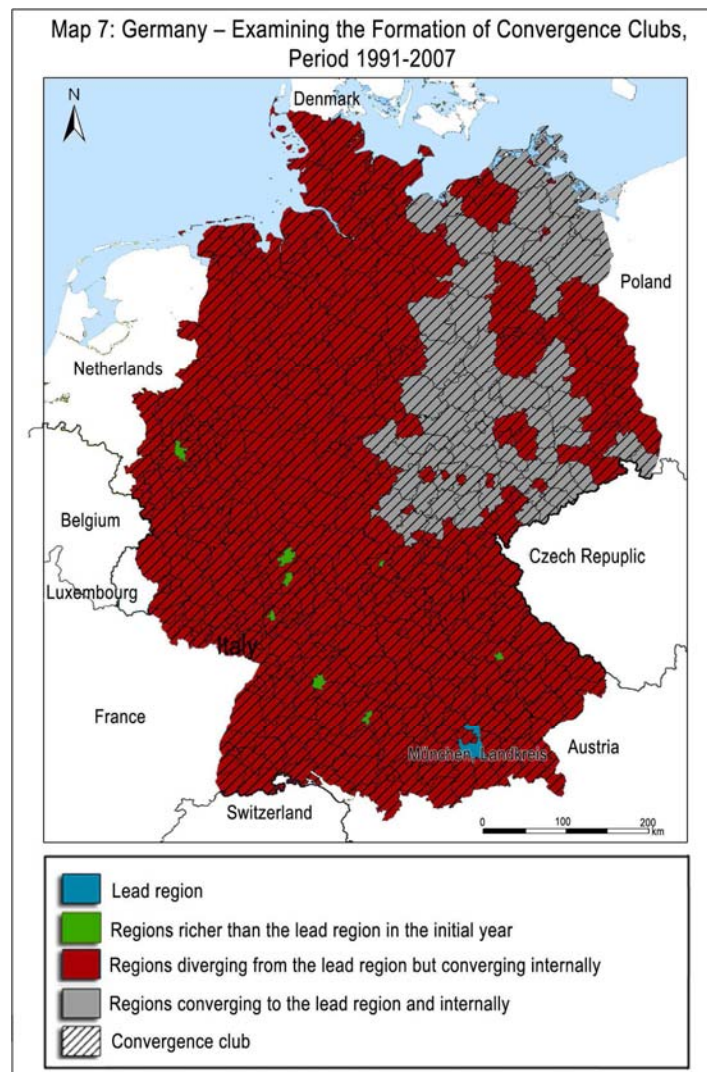 Map 7: Germany – Examining the Formation of Convergence Clubs,
Period 1991-2007
N
Denmark
Poland
Netherlands
Belgium
Czech Repuplic
Luxembourg
Italy
France
München, Landkreis
Austria
Switzerland
0 100 200
km
Lead region
Regions richer than the lead region in the initial year
Regions diverging from the lead region but converging internally
Regions converging to the lead region and internally
Convergence club